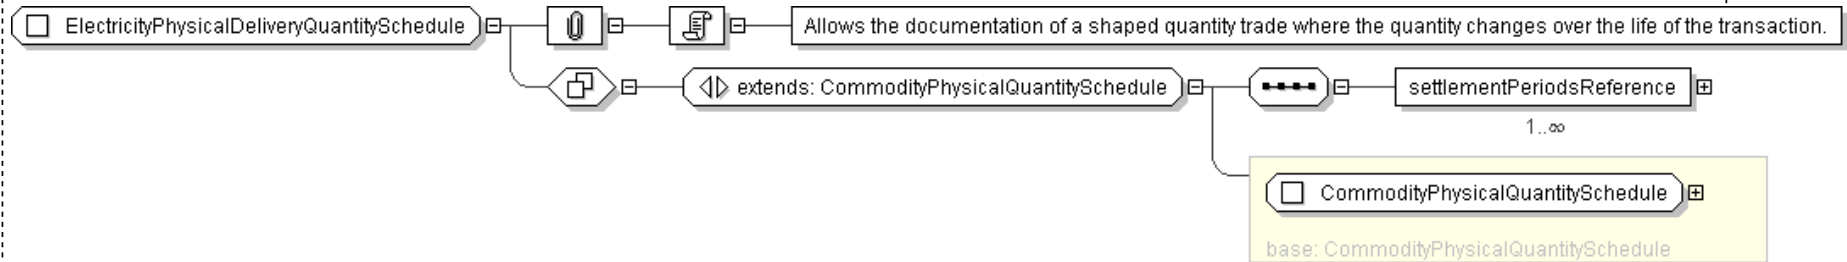 ElectricityPhysicalDeliveryQuantitySchedule
Allows the documentation of a shaped quantity trade where the quantity changes over the life of the transaction.
extends: CommodityPhysicalQuantitySchedule
settlementPeriodsReference
1..∞
CommodityPhysicalQuantitySchedule
base: CommodityPhysicalQuantitySchedule